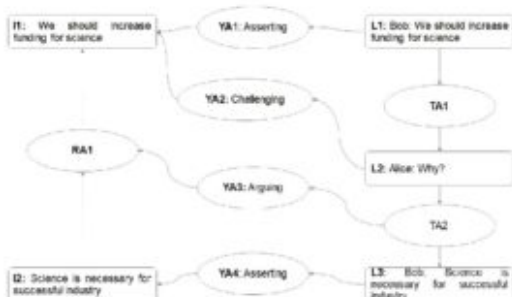 I1: We should increase
funding for science
YA1: Asserting
L1: Bob: We should increase
funding for science
YA2: Challenging
TA1
RA1
L2: Alice: Why?
YA3: Arguing
TA2
I2: Science is necessary for
successful industry
YA4: Asserting
L3: Bob: Science is
necessary for successful
industry